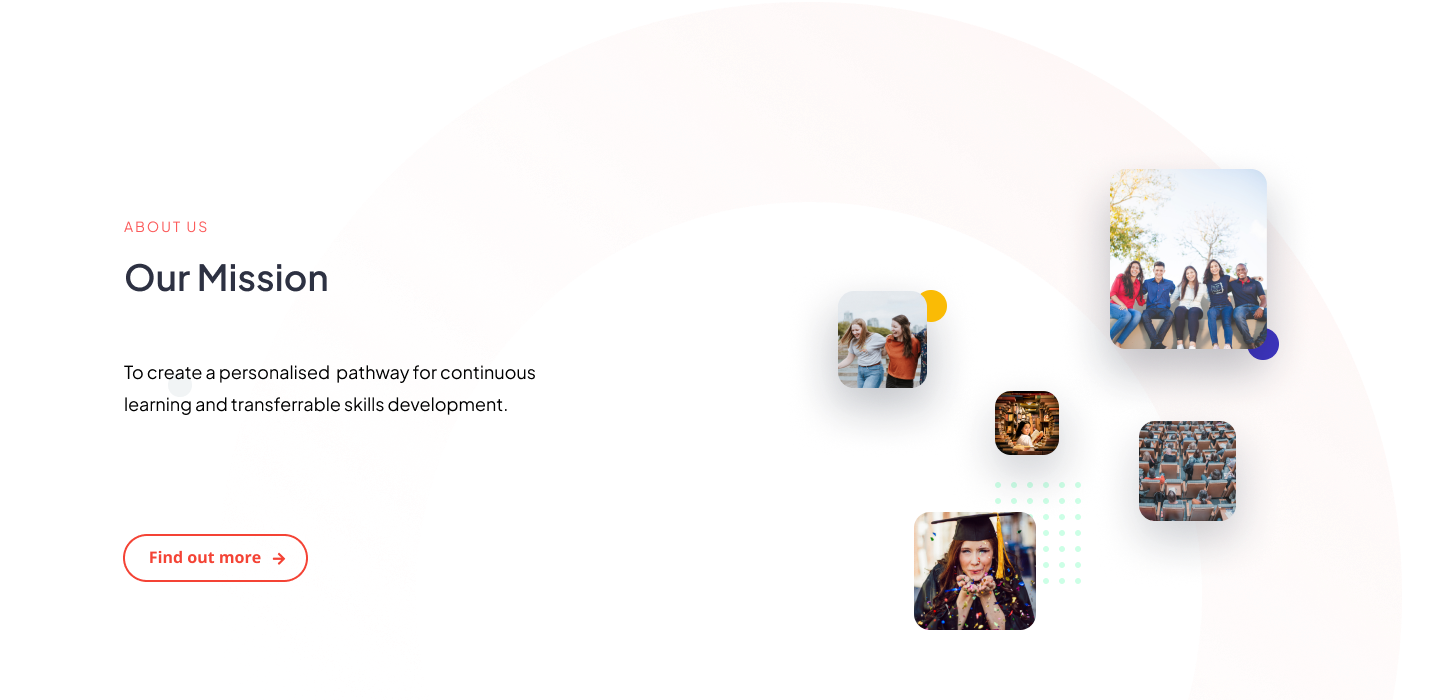 ABOUT US
Our Mission
To create a personalised pathway for continuous
learning and transferrable skills development.
Find out more →